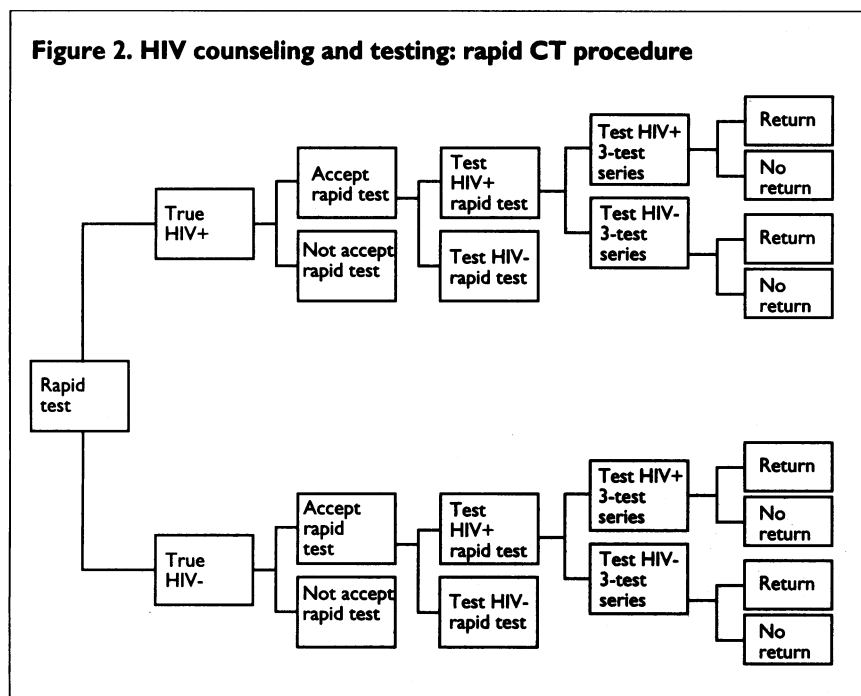 Figure 2. HIV counseling and testing: rapid CT procedure
Rapid
test
True
HIV+
Accept
rapid test
Not accept
rapid test
Test
HIV+
rapid test
Test HIV-
rapid test
Test HIV+
3-test
series
Test HIV-
3-test
series
Return
No
return
Return
No
return
True
HIV-
Accept
rapid
test
Not accept
rapid test
Test
HIV+
rapid test
Test HIV-
rapid test
Test HIV+
3-test
series
Test HIV-
3-test
series
Return
No
return
Return
No
return